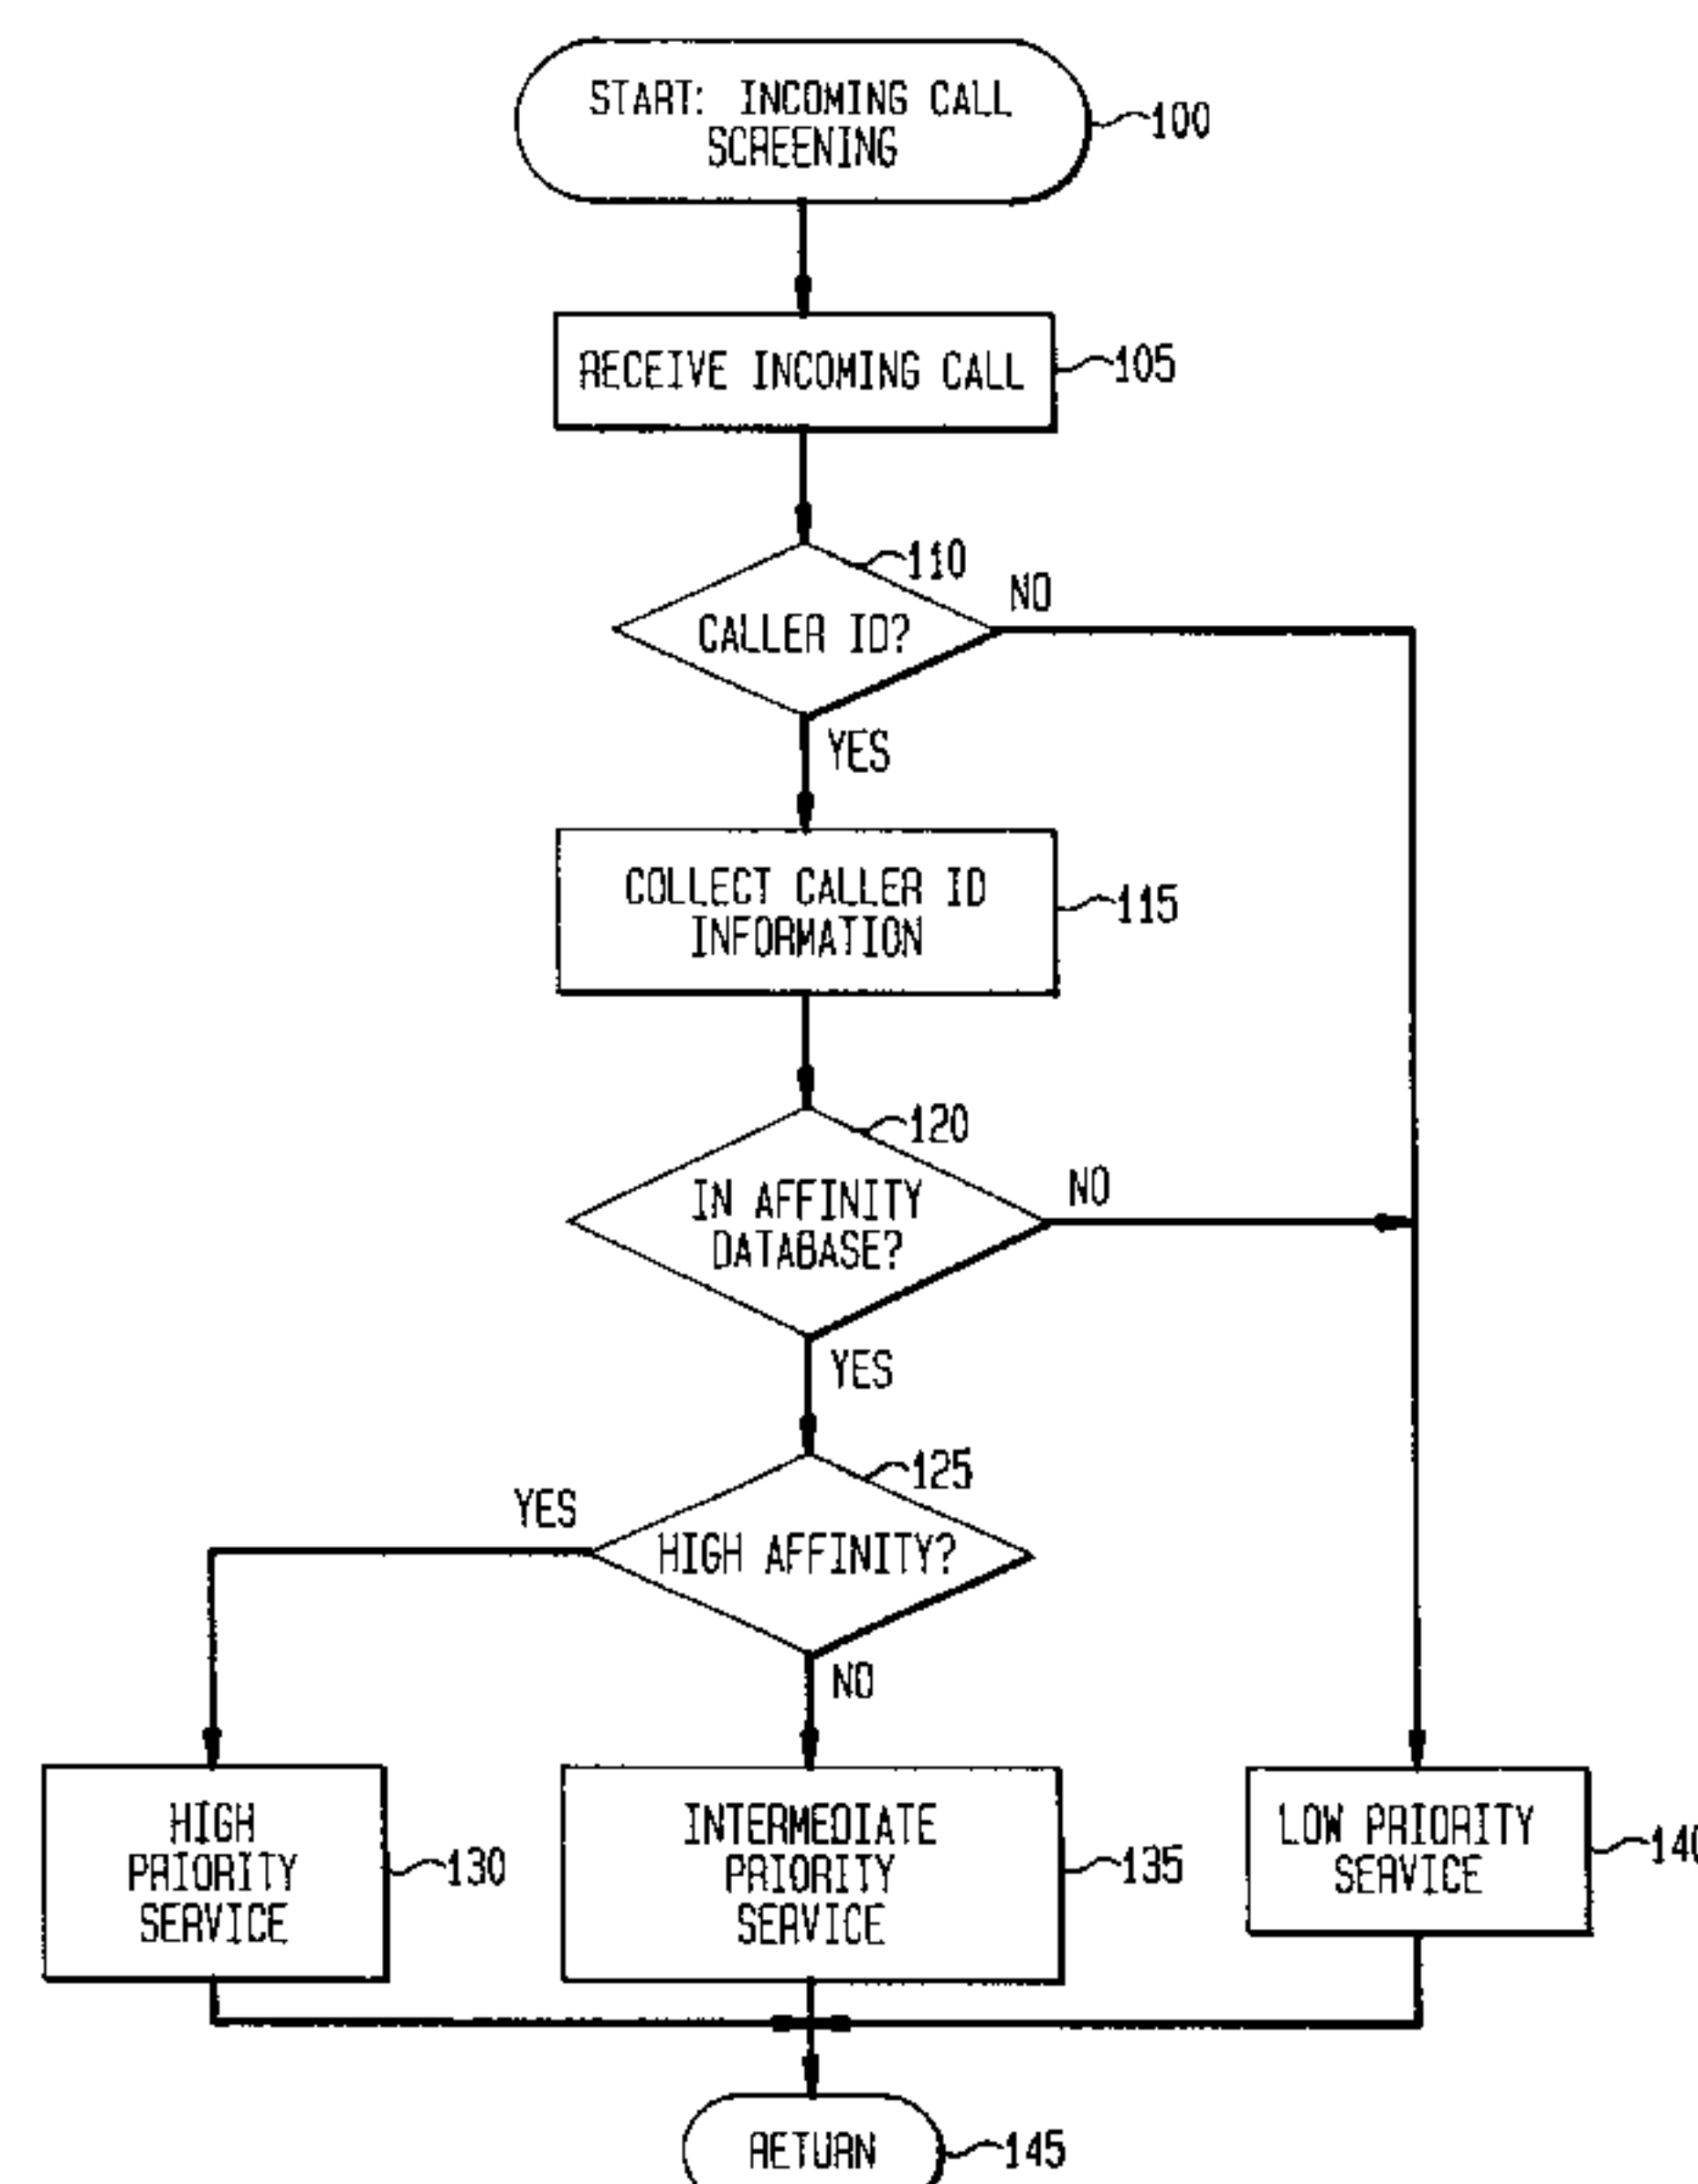 START: INCOMING CALL
SCREENING
100
RECEIVE INCOMING CALL
105
110
CALLER ID?
NO
YES
COLLECT CALLER ID
INFORMATION
115
120
IN AFFINITY
DATABASE?
NO
YES
125
HIGH AFFINITY?
YES
NO
HIGH
PRIORITY
SERVICE
130
INTERMEDIATE
PRIORITY
SERVICE
135
LOW PRIORITY
SERVICE
140
RETURN
145